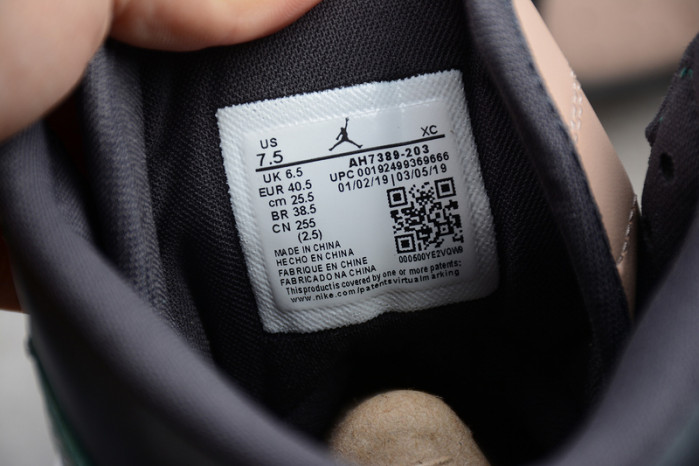 US XC
7.5 AH7389-203
UK 6.5 UPC 00192499369666
EUR 40.5 01/02/19 | 03/05/19
cm 25.5
BR 38.5
CN 255
(2.5)
000500YE2VQW9
MADE IN CHINA
HECHO EN CHINA
FABRIQUE EN CHINE
FABRICADO NA CHINA
This product is covered by one or more patents:
www.nike.com/patentsvirtualmarking